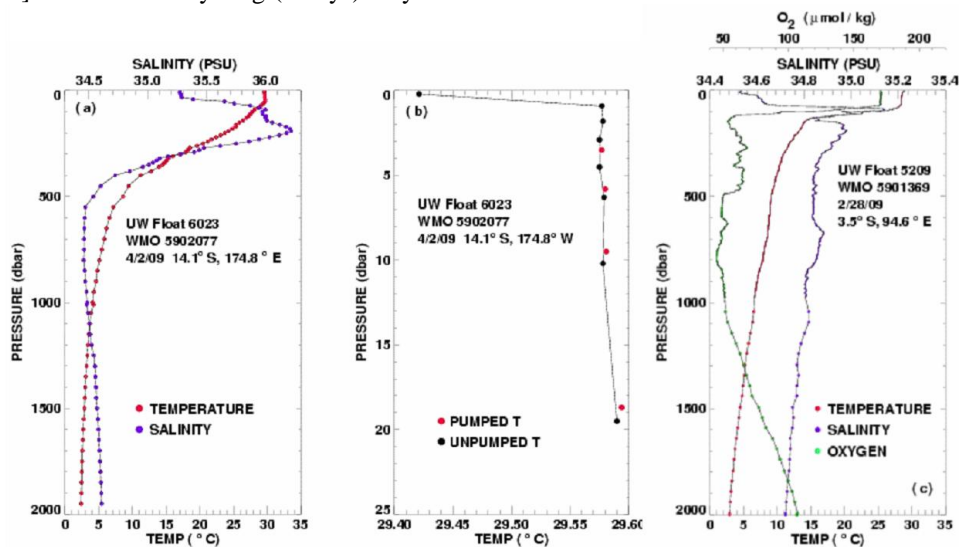 SALINITY (PSU)
34.6 35.0 35.6 36.0
(a)
0
500
1000
1500
2000
PRESSURE (dbar)
UW Float 6023
WMO 5902077
4/2/09 14.1° S, 174.8° E
TEMPERATURE
SALINITY
0 5 10 15 20 25 30 35
TEMP (° C)
(b)
0
5
10
15
20
25
PRESSURE (dbar)
UW Float 6023
WMO 5902077
4/2/09 14.1° S, 174.8° W
PUMPED T
UNPUMPED T
29.40 29.45 29.50 29.55 29.60
TEMP (° C)
O2 (μmol / kg)
50 100 150 200
SALINITY (PSU)
34.4 34.6 34.8 35.0 35.2 35.4
0
500
1000
1500
2000
PRESSURE (dbar)
UW Float 5209
WMO 5901369
2/28/09
3.5° S, 94.6° E
TEMPERATURE
SALINITY
OXYGEN
(c)
0 5 10 15 20 25 30 35
TEMP (° C)